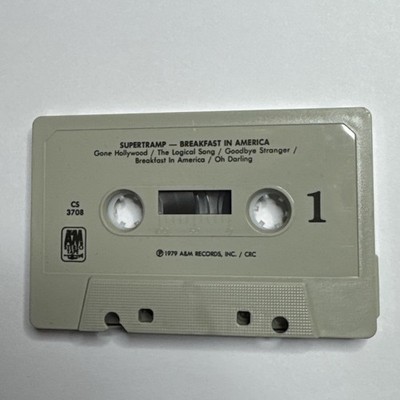 SUPERTRAMP — BREAKFAST IN AMERICA
Gone Hollywood / The Logical Song / Goodbye Stranger /
Breakfast In America / Oh Darling
CS
3708
1
A&M
℗ 1979 A&M RECORDS, INC. / CRC